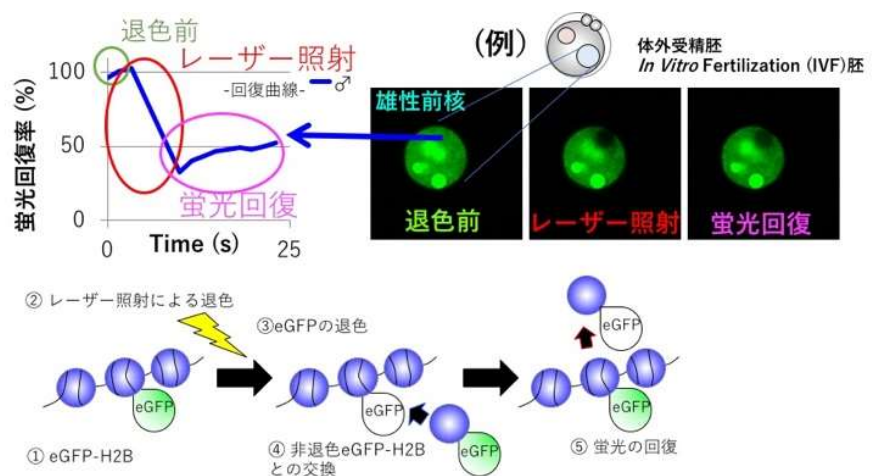 退色前
レーザー照射
100
-回復曲線- ♂
蛍光回復率 (%)
50
蛍光回復
0
0
Time (s)
25
(例)
体外受精胚
In Vitro Fertilization (IVF)胚
雄性前核
退色前
レーザー照射
蛍光回復
② レーザー照射による退色
③eGFPの退色
eGFP
eGFP
eGFP
eGFP
eGFP
① eGFP-H2B
④ 非退色eGFP-H2B
との交換
⑤ 蛍光の回復